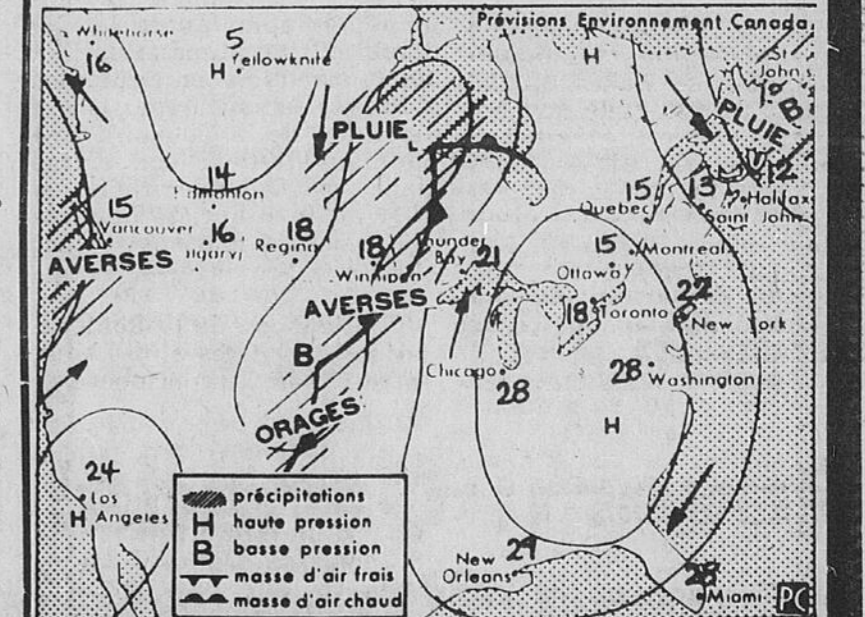 Prévisions Environnement Canada
Whitehorse
16
5
H Yellowknife
H
St
John's
B
PLUIE
PLUIE
L
14
Edmonton
15
Vancouver
16
18
Regina
18
Winnipeg
Thunder
Bay
21
AVERSES
AVERSES
15
Québec
13
Saint John
12
Halifax
15
Montréal
Ottawa
18
Toronto
22
New York
B
Chicago
28
28
Washington
H
ORAGES
24
Los
H Angeles
précipitations
H haute pression
B basse pression
masse d'air frais
masse d'air chaud
New
Orleans
29
28
Miami
PC